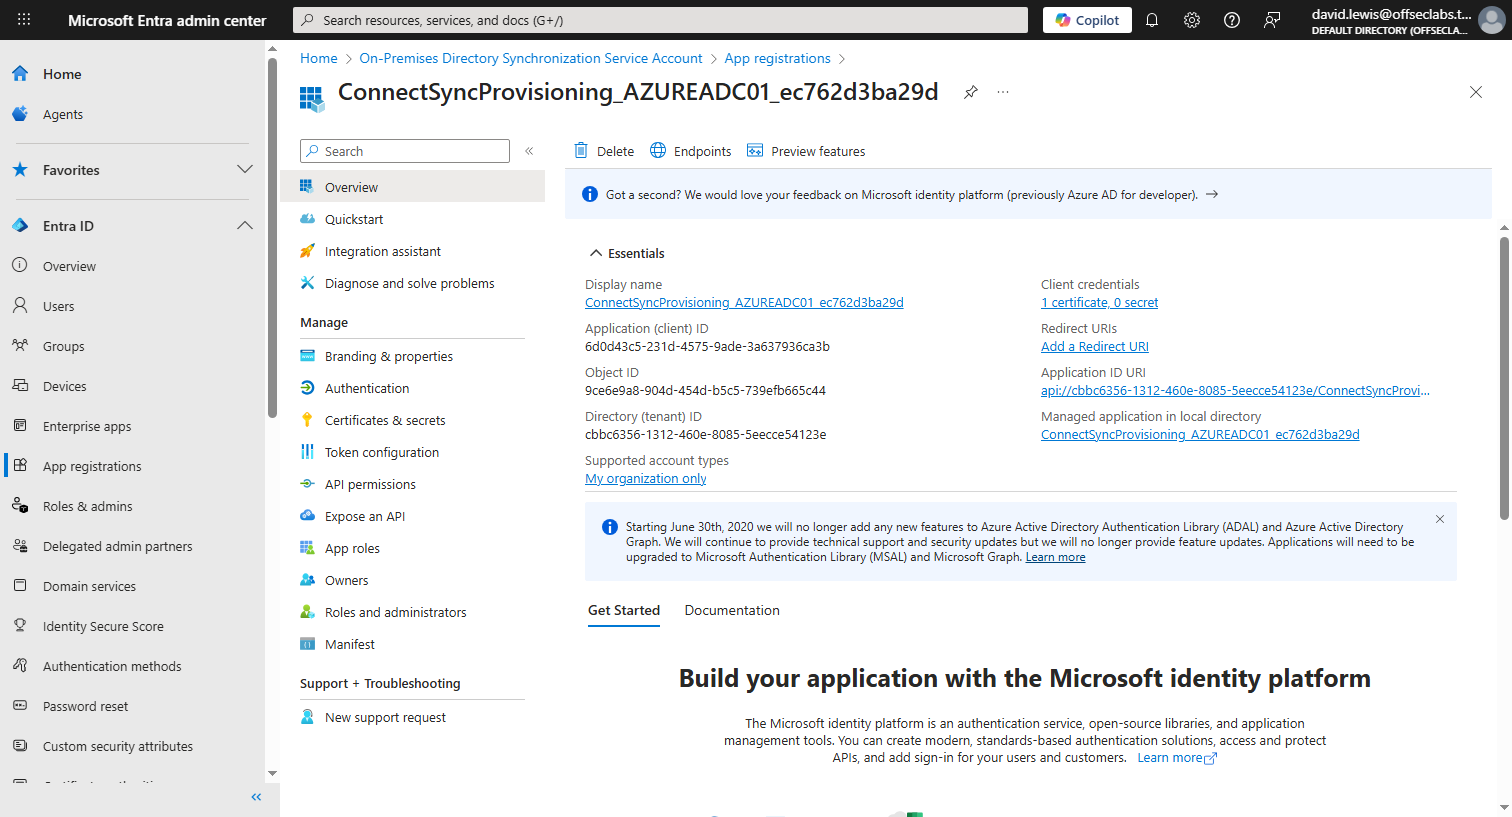 Microsoft Entra admin center
Search resources, services, and docs (G+/)
Copilot
david.lewis@offseclabs.t...
DEFAULT DIRECTORY (OFFSECLA...
Home
Agents
Favorites
Entra ID
Overview
Users
Groups
Devices
Enterprise apps
App registrations
Roles & admins
Delegated admin partners
Domain services
Identity Secure Score
Authentication methods
Password reset
Custom security attributes
Home > On-Premises Directory Synchronization Service Account > App registrations >
ConnectSyncProvisioning_AZUREADC01_ec762d3ba29d
Search
Overview
Quickstart
Integration assistant
Diagnose and solve problems
Manage
Branding & properties
Authentication
Certificates & secrets
Token configuration
API permissions
Expose an API
App roles
Owners
Roles and administrators
Manifest
Support + Troubleshooting
New support request
Delete
Endpoints
Preview features
Got a second? We would love your feedback on Microsoft identity platform (previously Azure AD for developer). →
Essentials
Display name
ConnectSyncProvisioning_AZUREADC01_ec762d3ba29d
Application (client) ID
6d0d43c5-231d-4575-9ade-3a637936ca3b
Object ID
9ce6e9a8-904d-454d-b5c5-739efb665c44
Directory (tenant) ID
cbbc6356-1312-460e-8085-5eecce54123e
Supported account types
My organization only
Client credentials
1 certificate, 0 secret
Redirect URIs
Add a Redirect URI
Application ID URI
api://cbbc6356-1312-460e-8085-5eecce54123e/ConnectSyncProvi...
Managed application in local directory
ConnectSyncProvisioning_AZUREADC01_ec762d3ba29d
Starting June 30th, 2020 we will no longer add any new features to Azure Active Directory Authentication Library (ADAL) and Azure Active Directory
Graph. We will continue to provide technical support and security updates but we will no longer provide feature updates. Applications will need to be
upgraded to Microsoft Authentication Library (MSAL) and Microsoft Graph. Learn more
Get Started
Documentation
Build your application with the Microsoft identity platform
The Microsoft identity platform is an authentication service, open-source libraries, and application
management tools. You can create modern, standards-based authentication solutions, access and protect
APIs, and add sign-in for your users and customers. Learn more